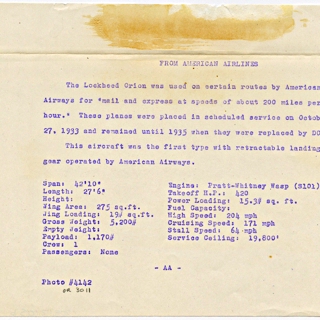 FROM AMERICAN AIRLINES
The Lockheed Orion was used on certain routes by American
Airways for "mail and express at speeds of about 200 miles per
hour." These planes were placed in scheduled service on October
27, 1933 and remained until 1935 when they were replaced by DC
This aircraft was the first type with retractable landing
gear operated by American Airways.
Span: 42'10"
Length: 27'6"
Height:
Wing Area: 275 sq.ft.
Wing Loading: 19# sq.ft.
Gross Weight: 5,200#
Empty Weight:
Payload: 1,170#
Crew: 1
Passengers: None
Engine: Pratt-Whitney Wasp (S1D1)
Takeoff H.P.: 420
Power Loading: 15.3# sq.ft.
Fuel Capacity:
High Speed: 204 mph
Cruising Speed: 171 mph
Stall Speed: 64 mph
Service Ceiling: 19,800'
- AA -
Photo #4142